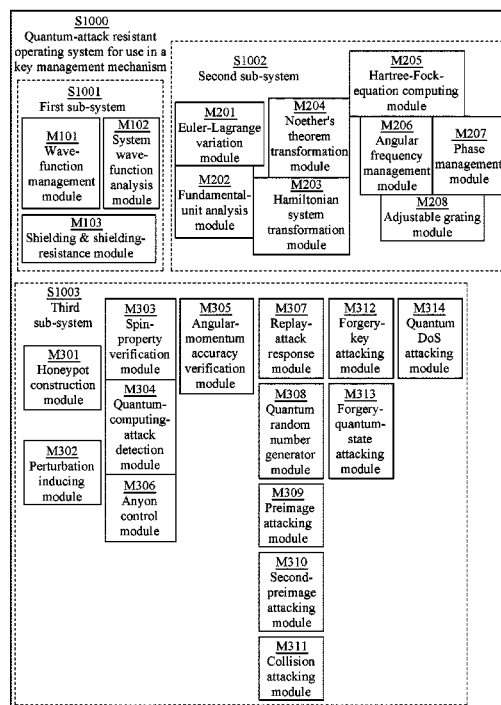 S1000
Quantum-attack resistant
operating system for use in a
key management mechanism
S1001
First sub-system
M101
Wave-
function
management
module
M102
System
wave-
function
analysis
module
M103
Shielding & shielding-
resistance module
S1002
Second sub-system
M201
Euler-Lagrange
variation
module
M202
Fundamental-
unit analysis
module
M204
Noether's
theorem
transformation
module
M203
Hamiltonian
system
transformation
module
M205
Hartree-Fock-
equation computing
module
M206
Angular
frequency
management
module
M207
Phase
management
module
M208
Adjustable grating
module
S1003
Third
sub-system
M301
Honeypot
construction
module
M302
Perturbation
inducing
module
M303
Spin-
property
verification
module
M304
Quantum-
computing-
attack
detection
module
M306
Anyon
control
module
M305
Angular-
momentum
accuracy
verification
module
M307
Replay-
attack
response
module
M308
Quantum
random
number
generator
module
M309
Preimage
attacking
module
M310
Second-
preimage
attacking
module
M311
Collision
attacking
module
M312
Forgery-
key
attacking
module
M313
Forgery-
quantum-
state
attacking
module
M314
Quantum
DoS
attacking
module